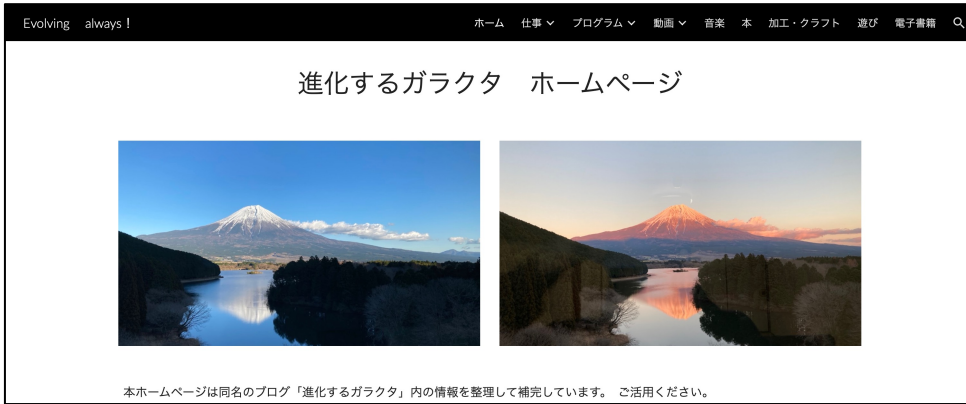 Evolving always！
ホーム 仕事 プログラム 動画 音楽 本 加工・クラフト 遊び 電子書籍
進化するガラクタ　ホームページ
本ホームページは同名のブログ「進化するガラクタ」内の情報を整理して補完しています。 ご活用ください。